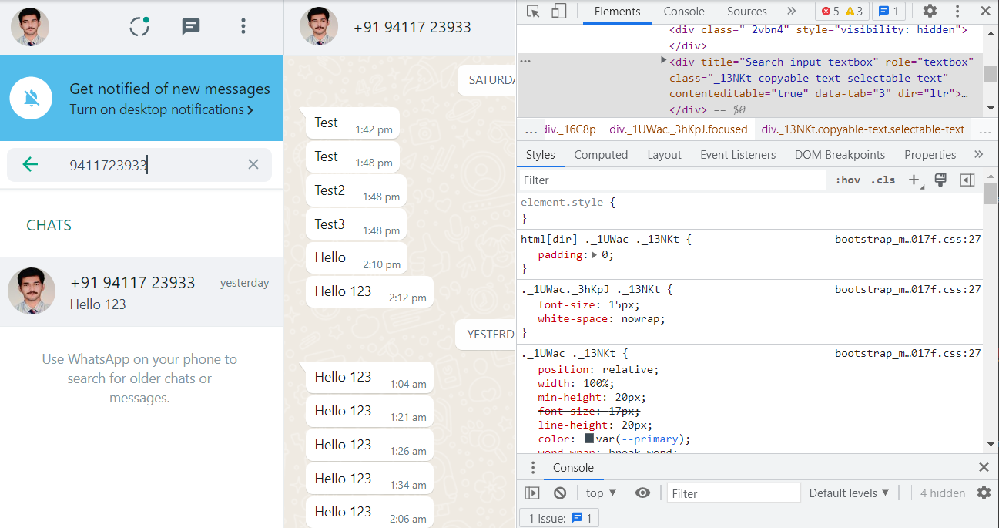 +91 94117 23933
Get notified of new messages
Turn on desktop notifications
9411723933
CHATS
+91 94117 23933
yesterday
Hello 123
Use WhatsApp on your phone to
search for older chats or
messages.
SATURDA
Test 1:42 pm
Test 1:48 pm
Test2 1:48 pm
Test3 1:48 pm
Hello 2:10 pm
Hello 123 2:12 pm
YESTERDA
Hello 123 1:04 am
Hello 123 1:21 am
Hello 123 1:26 am
Hello 123 1:34 am
Hello 123 2:06 am
Elements Console Sources » 5 3 1
<div class="_2vbn4" style="visibility: hidden">
</div>
<div title="Search input textbox" role="textbox"
class="_13NKt copyable-text selectable-text"
contenteditable="true" data-tab="3" dir="ltr">…
</div> == $0
... div._16C8p div._1UWac._3hKpJ.focused div._13NKt.copyable-text.selectable-text ...
Styles Computed Layout Event Listeners DOM Breakpoints Properties »
Filter :hov .cls +
element.style {
}
html[dir] ._1UWac ._13NKt { bootstrap_m…017f.css:27
padding: 0;
}
._1UWac._3hKpJ ._13NKt { bootstrap_m…017f.css:27
font-size: 15px;
white-space: nowrap;
}
._1UWac ._13NKt { bootstrap_m…017f.css:27
position: relative;
width: 100%;
min-height: 20px;
font-size: 17px;
line-height: 20px;
color: var(--primary);
word-wrap: break-word;
Console
top Filter Default levels 4 hidden
1 Issue: 1